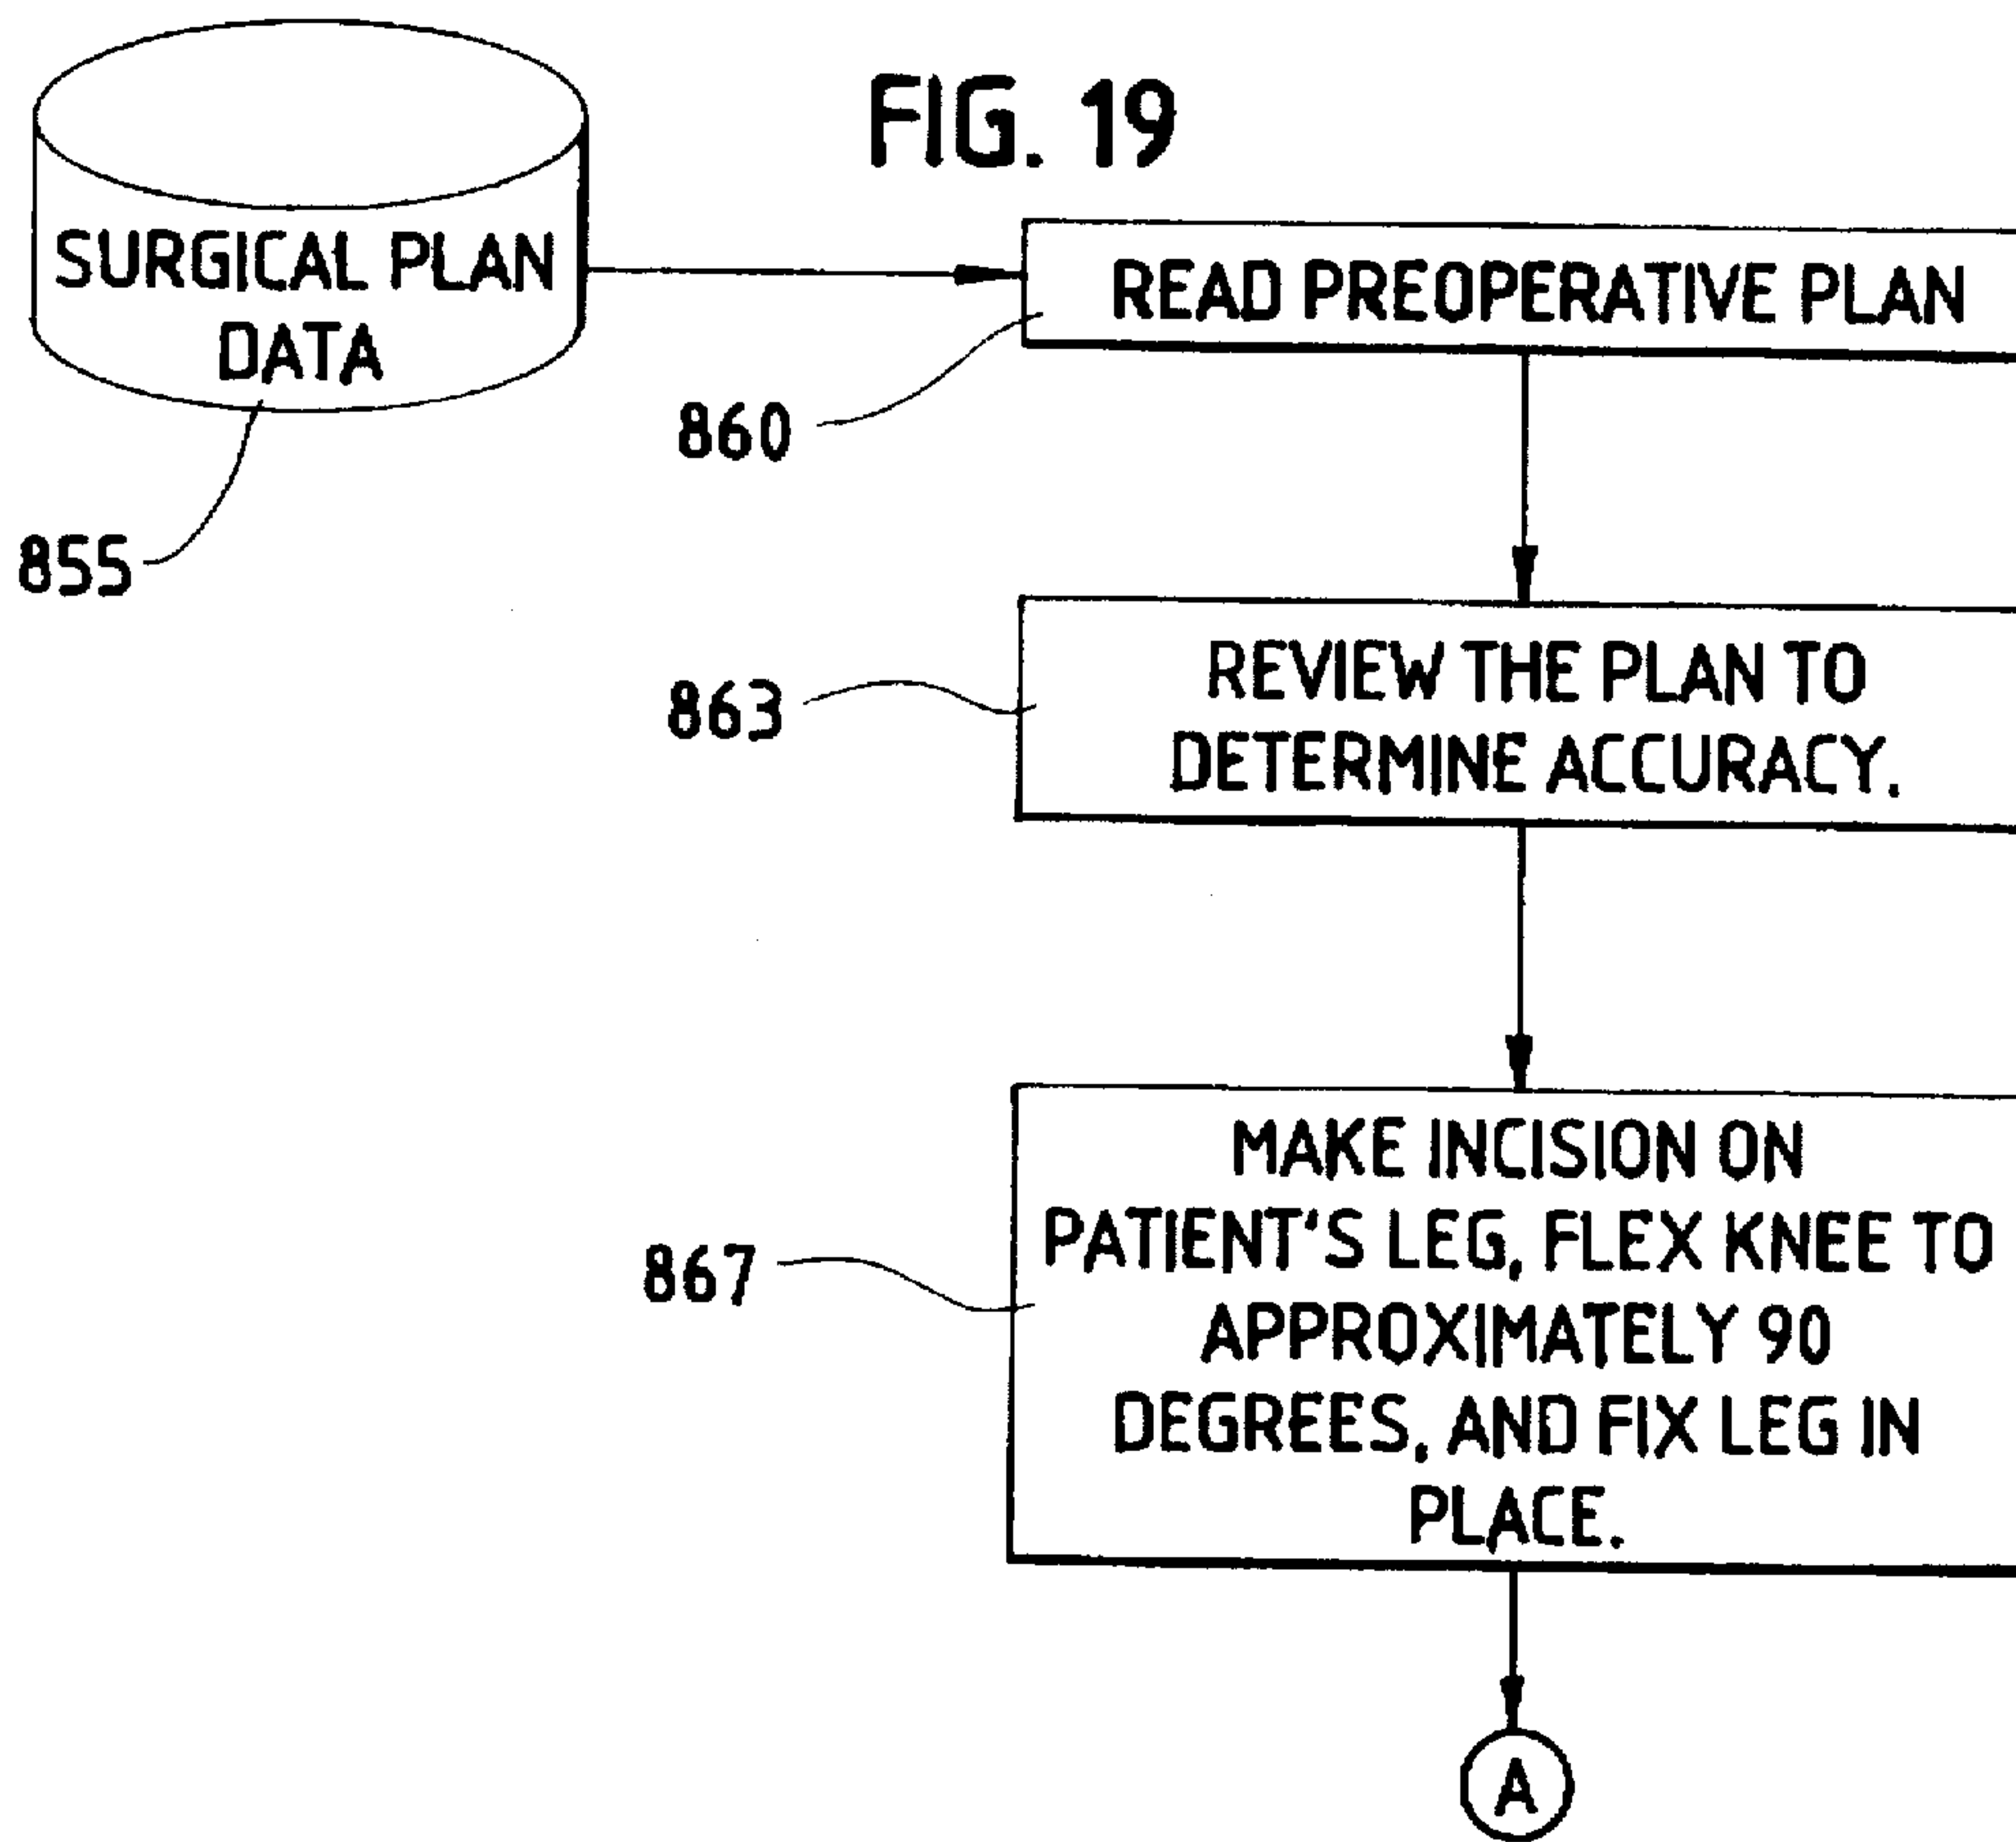 FIG. 19
SURGICAL PLAN
DATA
855
READ PREOPERATIVE PLAN
860
REVIEW THE PLAN TO
DETERMINE ACCURACY.
863
MAKE INCISION ON
PATIENT'S LEG, FLEX KNEE TO
APPROXIMATELY 90
DEGREES, AND FIX LEG IN
PLACE.
867
A